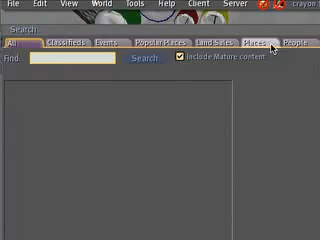 File Edit View World Tools Help Client Server crayon
Search
All Classifieds Events Popular Places Land Sales Places People
Find: Search Include Mature content